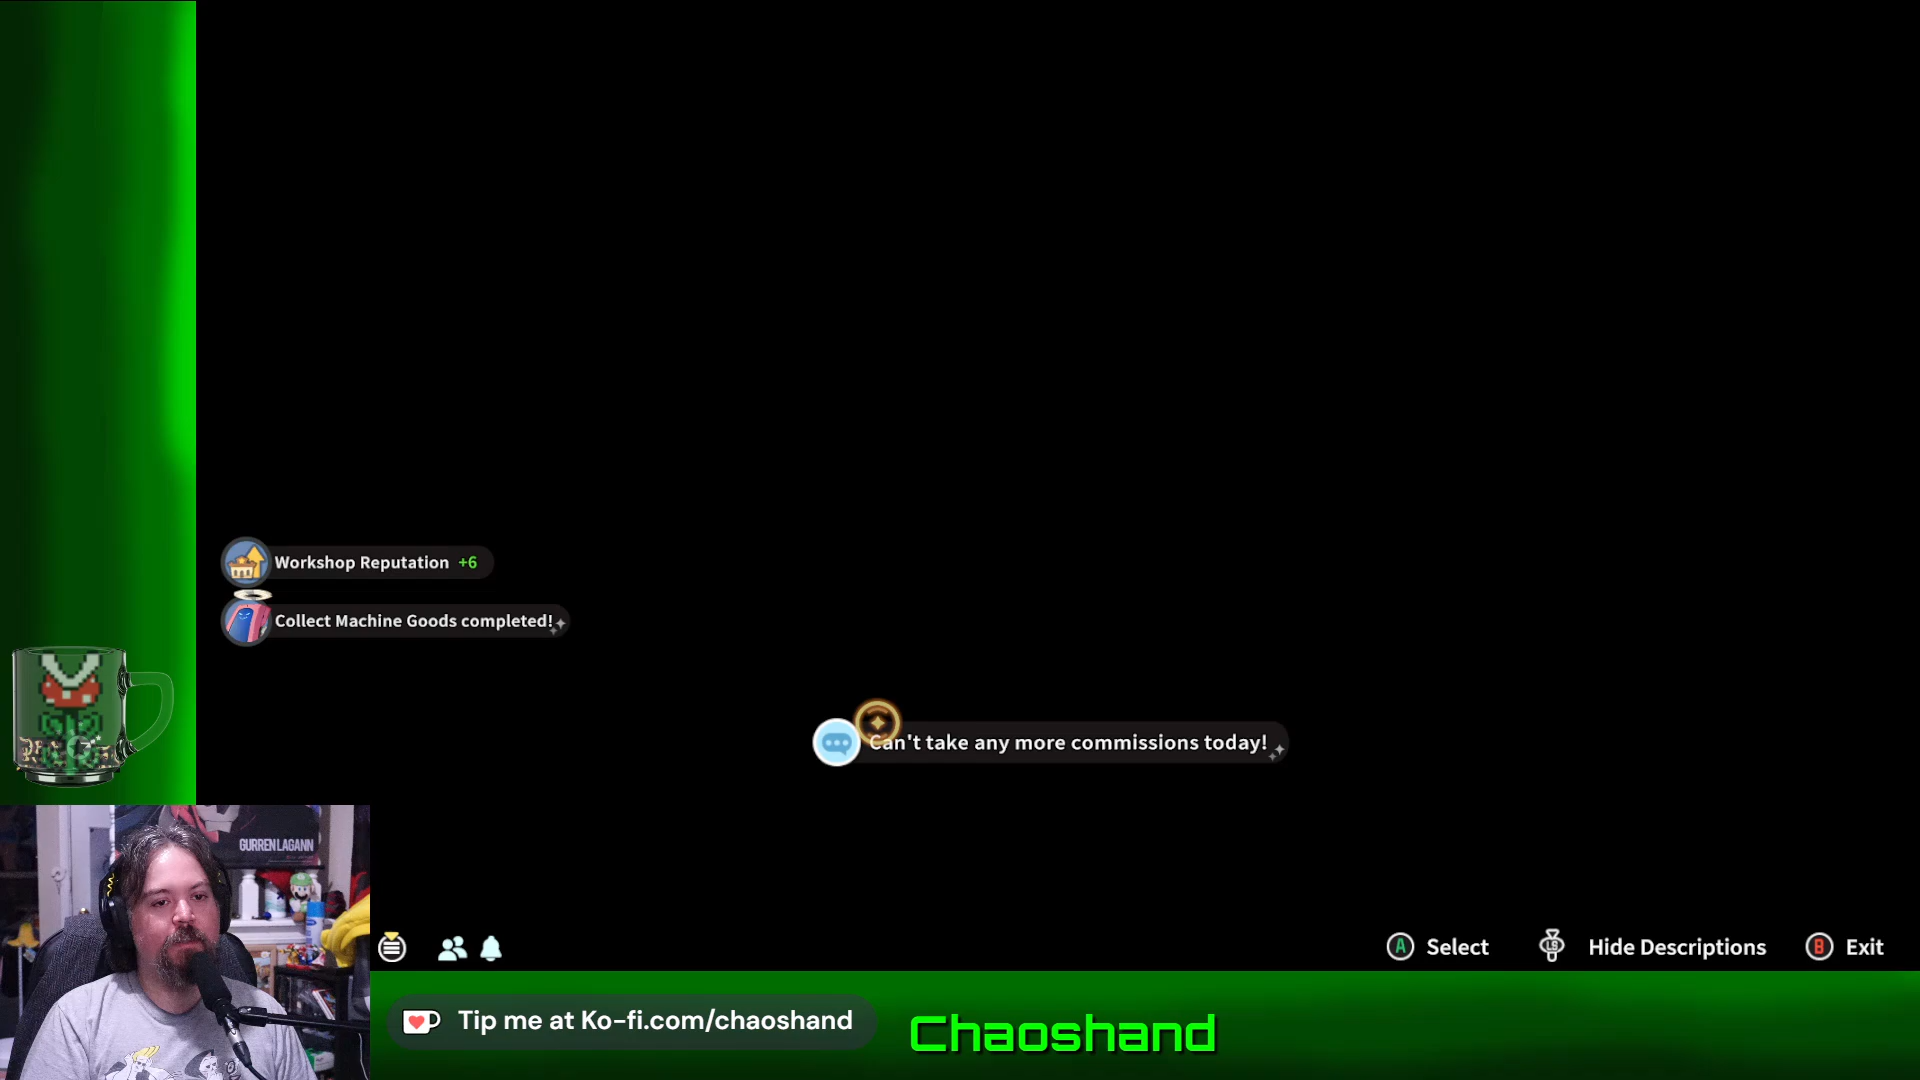 Workshop Reputation +6
Collect Machine Goods completed!
Can't take any more commissions today!
GURREN LAGANN
A Select
LS Hide Descriptions
B Exit
Tip me at Ko-fi.com/chaoshand
Chaoshand